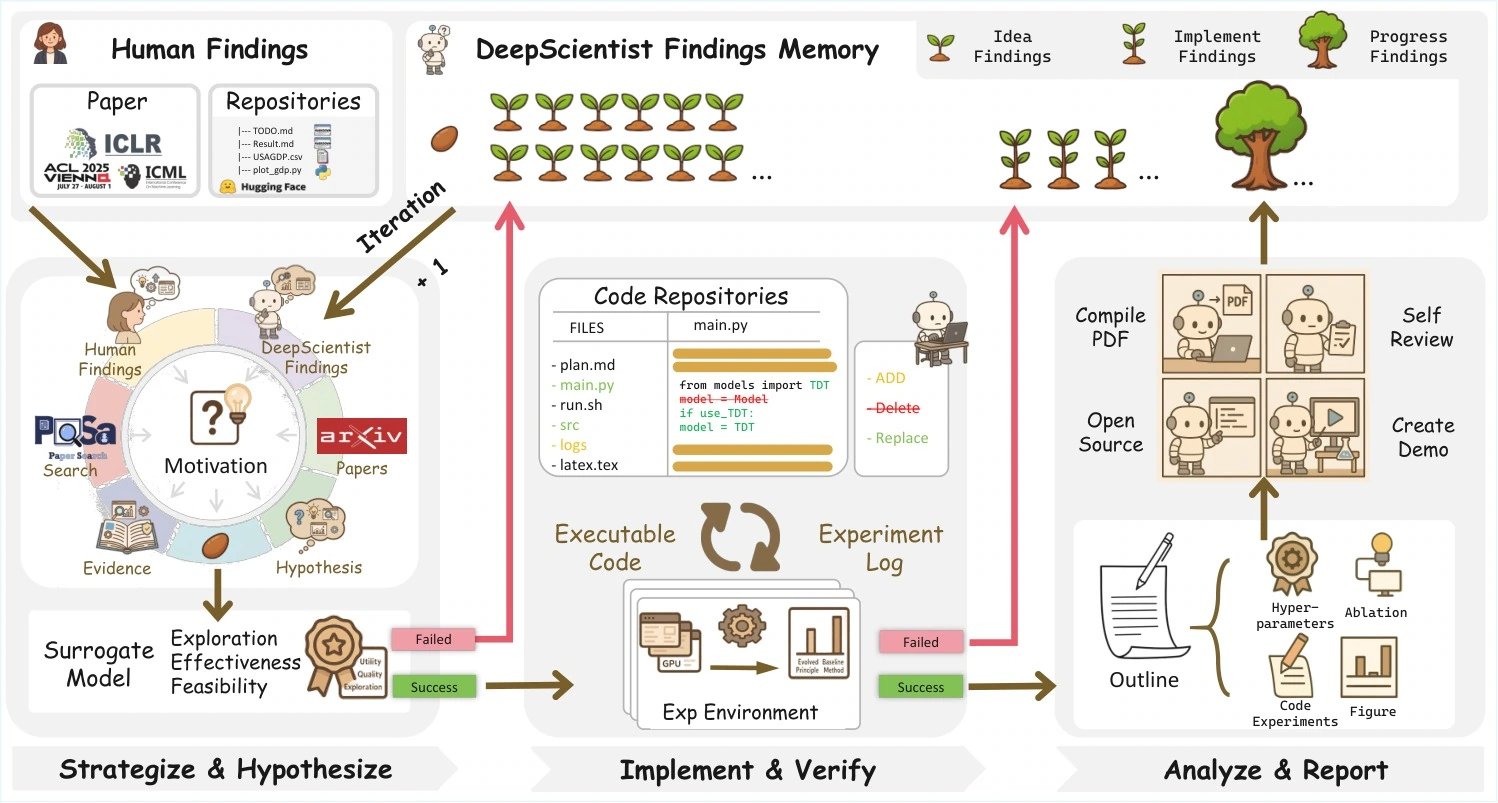 Human Findings
DeepScientist Findings Memory
Idea
Findings
Implement
Findings
Progress
Findings
Paper
ICLR
ACL 2025
VIENNA
JULY 27 - AUGUST 1
ICML
International Conference
On Machine Learning
Repositories
|--- TODO.md
|--- Result.md
|--- USAGDP.csv
|--- plot_gdp.py
Hugging Face
...
...
...
Iteration
+ 1
Human
Findings
DeepScientist
Findings
PaSa
Paper Search
Search
arXiv
Papers
?
Motivation
Evidence
Hypothesis
Surrogate
Model
Exploration
Effectiveness
Feasibility
Utility
Quality
Exploration
Failed
Success
Code Repositories
FILES
main.py
- plan.md
- main.py
- run.sh
- src
- logs
- latex.tex
from models import TDT
model = Model
if use_TDT:
model = TDT
- ADD
- Delete
- Replace
Executable
Code
Experiment
Log
GPU
Evolved Baseline
Principle Method
Exp Environment
Failed
Success
Compile
PDF
PDF
Self
Review
Open
Source
Create
Demo
Outline
Hyper-
parameters
Ablation
Code
Experiments
Figure
Strategize & Hypothesize
Implement & Verify
Analyze & Report